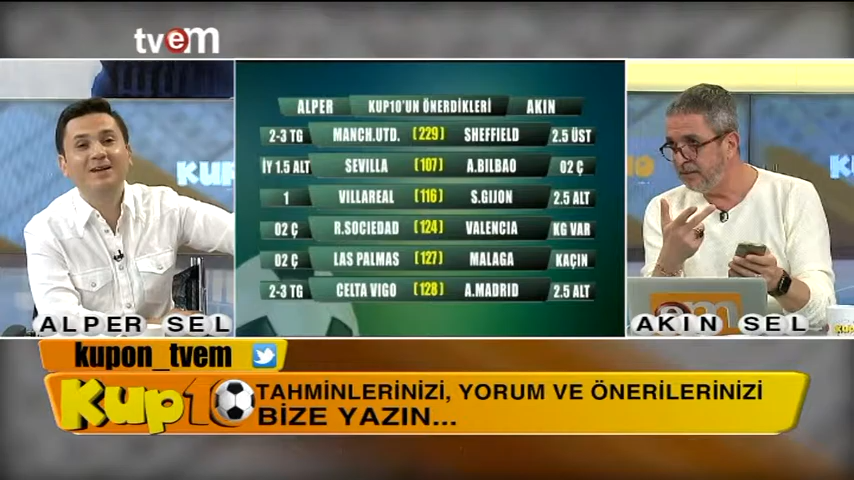 tvem
ALPER KUP10'UN ÖNERDİKLERİ AKIN
2-3 TG MANCH.UTD. (229) SHEFFIELD 2.5 ÜST
İY 1.5 ALT SEVILLA (107) A.BILBAO 02 Ç
1 VILLAREAL (116) S.GIJON 2.5 ALT
02 Ç R.SOCIEDAD (124) VALENCIA KG VAR
02 Ç LAS PALMAS (127) MALAGA KAÇIN
2-3 TG CELTA VIGO (128) A.MADRID 2.5 ALT
KUP
em
ALPER SEL
AKIN SEL
kupon_tvem
Kup10
TAHMİNLERİNİZİ, YORUM VE ÖNERİLERİNİZİ
BİZE YAZIN...